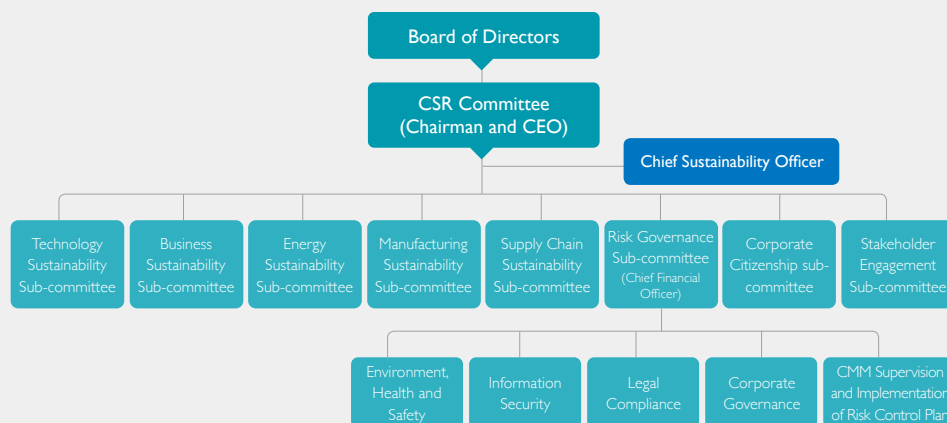 Board of Directors
CSR Committee
(Chairman and CEO)
Chief Sustainability Officer
Technology
Sustainability
Sub-committee
Business
Sustainability
Sub-committee
Energy
Sustainability
Sub-committee
Manufacturing
Sustainability
Sub-committee
Supply Chain
Sustainability
Sub-committee
Risk Governance
Sub-committee
(Chief Financial
Officer)
Corporate
Citizenship sub-
committee
Stakeholder
Engagement
Sub-committee
Environment,
Health and
Safety
Information
Security
Legal
Compliance
Corporate
Governance
CMM Supervision
and Implementation
of Risk Control Plan